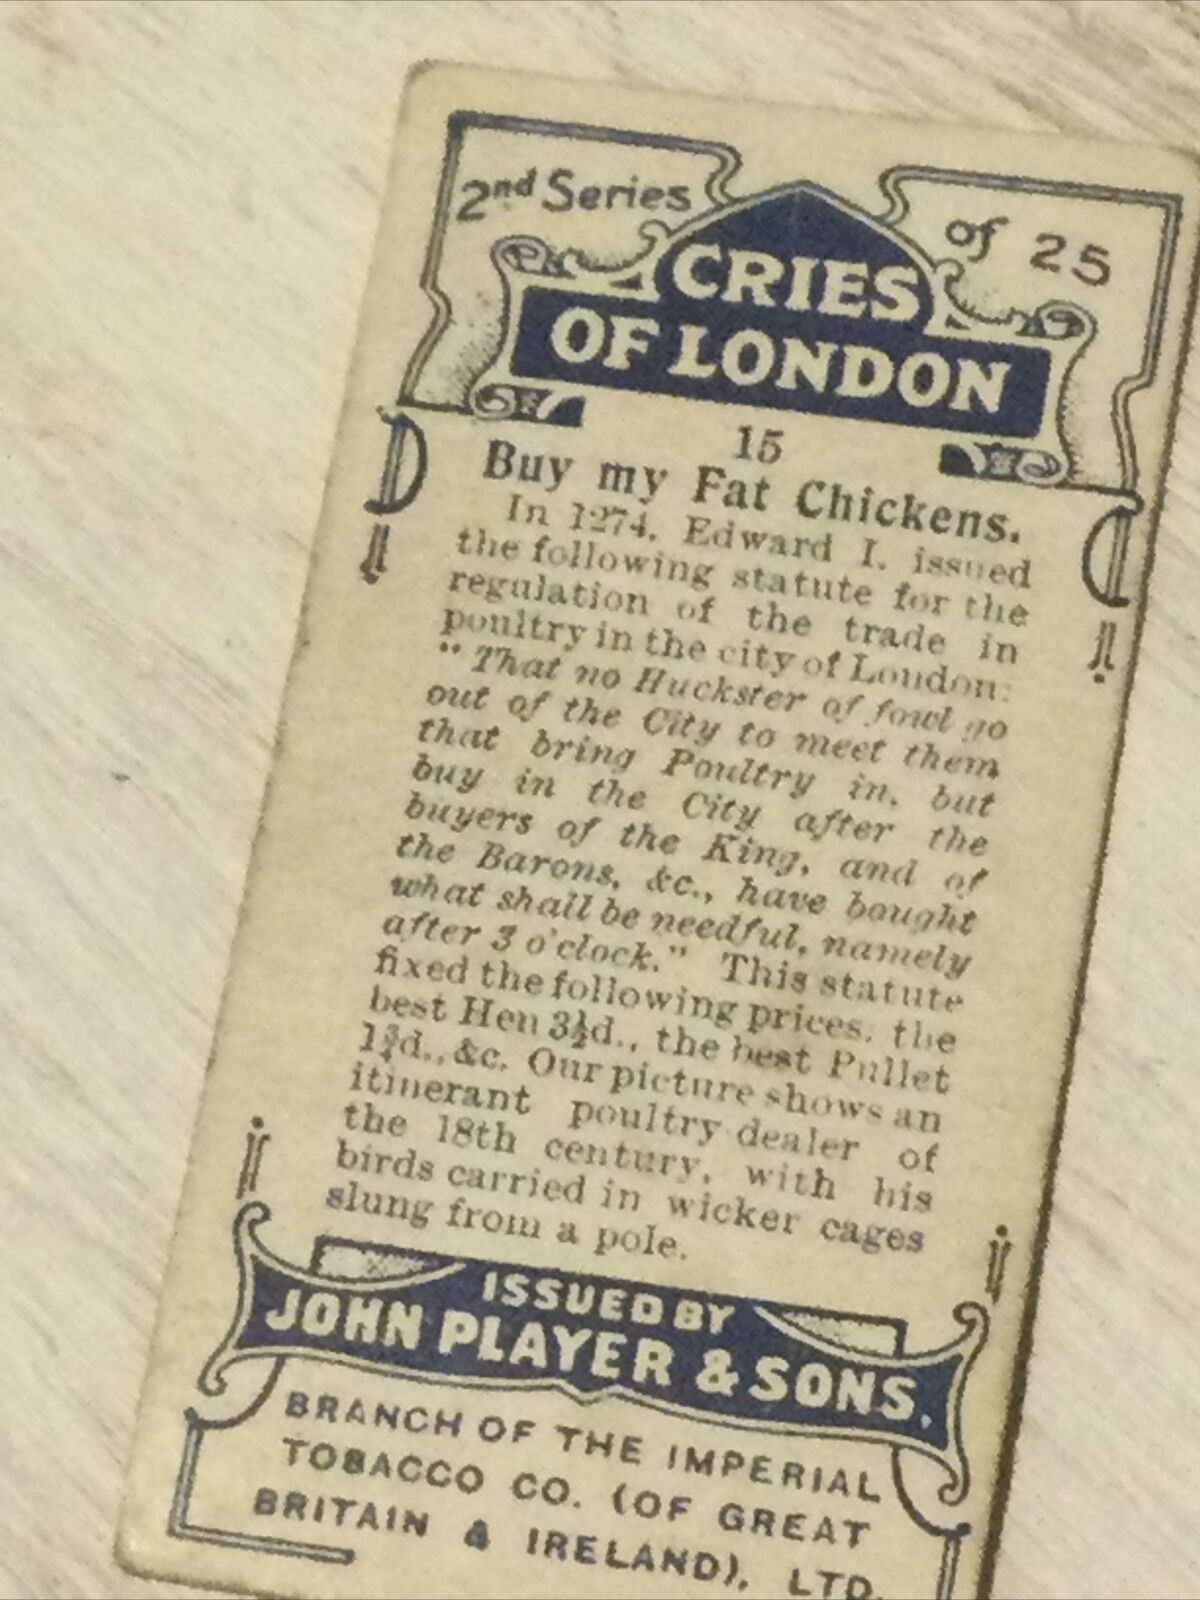 2nd Series of 25
CRIES
OF LONDON
15
Buy my Fat Chickens.
In 1274, Edward I. issued
the following statute for the
regulation of the trade in
poultry in the city of London:
" That no Huckster of fowl go
out of the City to meet them
that bring Poultry in, but
buy in the City after the
buyers of the King, and of
the Barons, &c., have bought
what shall be needful, namely
after 3 o'clock." This statute
fixed the following prices, the
best Hen 3½d., the best Pullet
1¾d., &c. Our picture shows an
itinerant poultry dealer of
the 18th century, with his
birds carried in wicker cages
slung from a pole.
ISSUED BY
JOHN PLAYER & SONS.
BRANCH OF THE IMPERIAL
TOBACCO CO. (OF GREAT
BRITAIN & IRELAND), LTD.